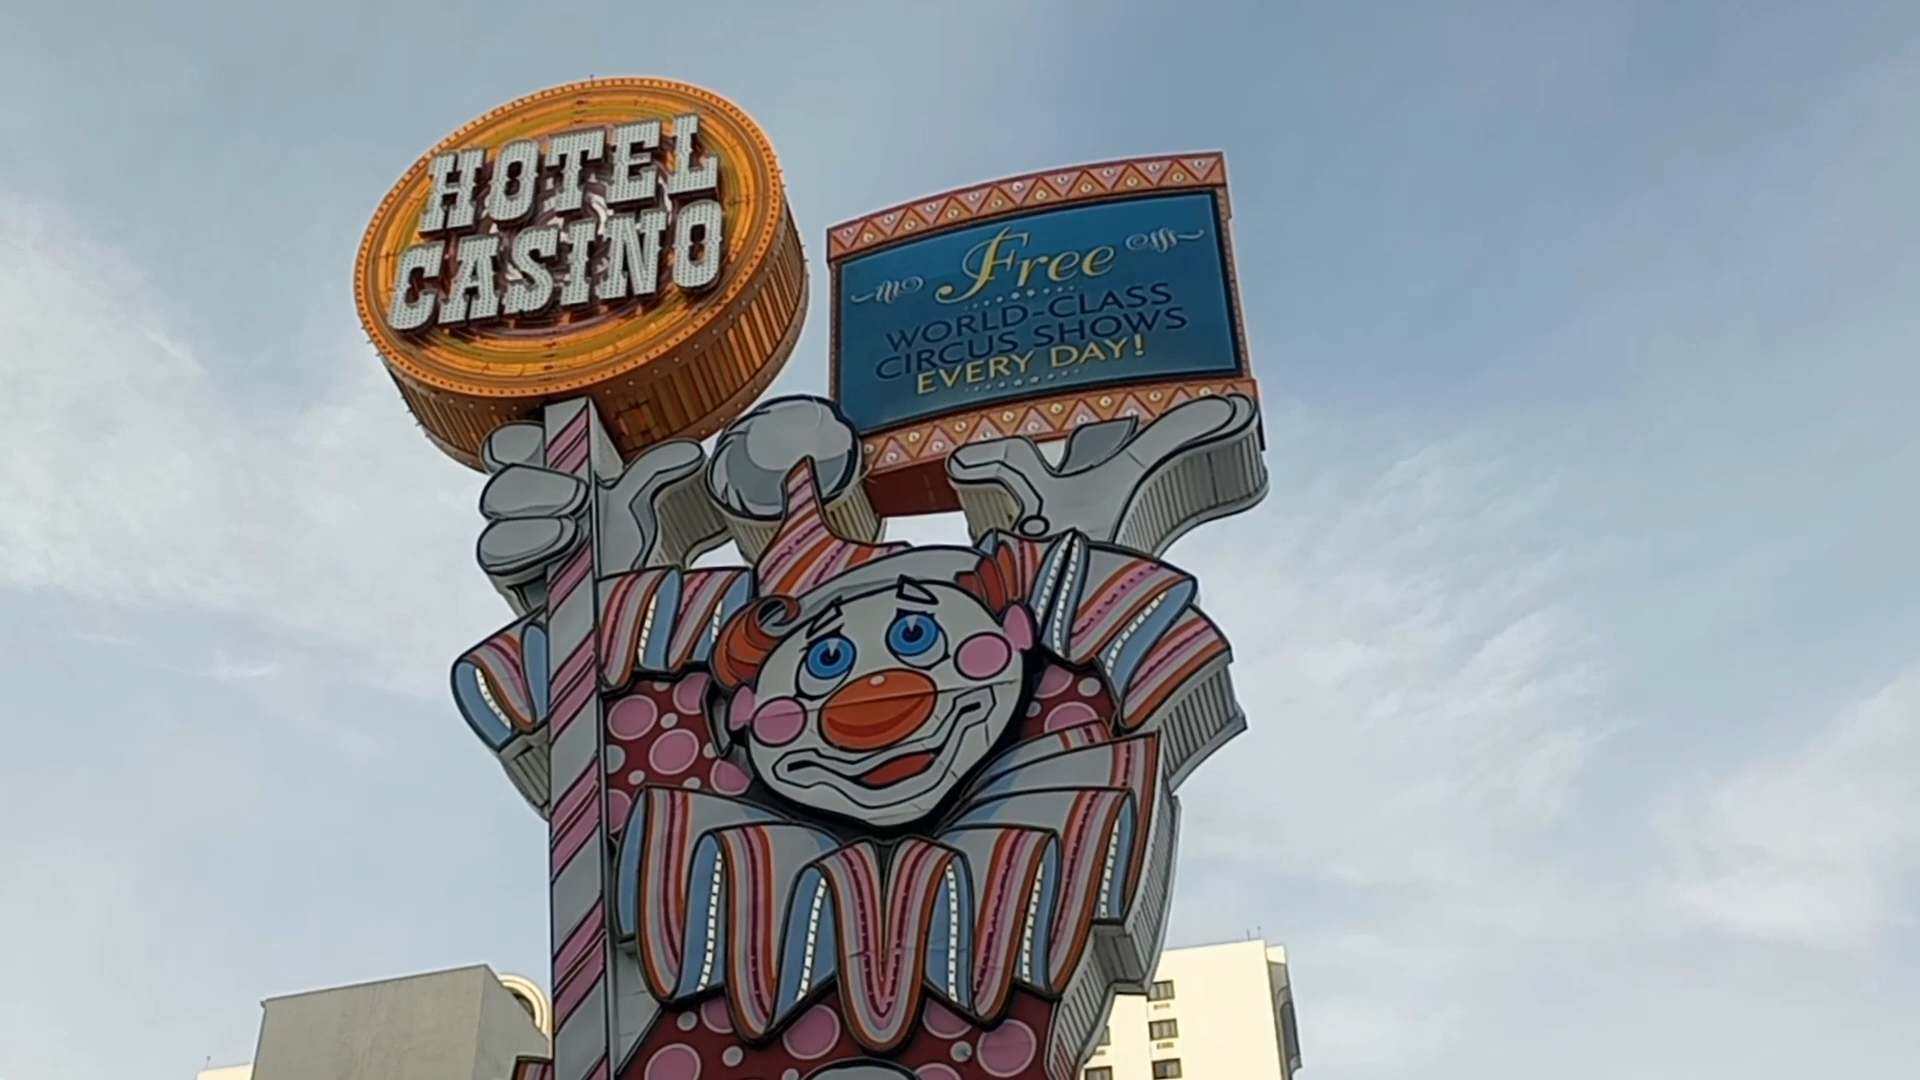 HOTEL
CASINO
Free
WORLD-CLASS
CIRCUS SHOWS
EVERY DAY!